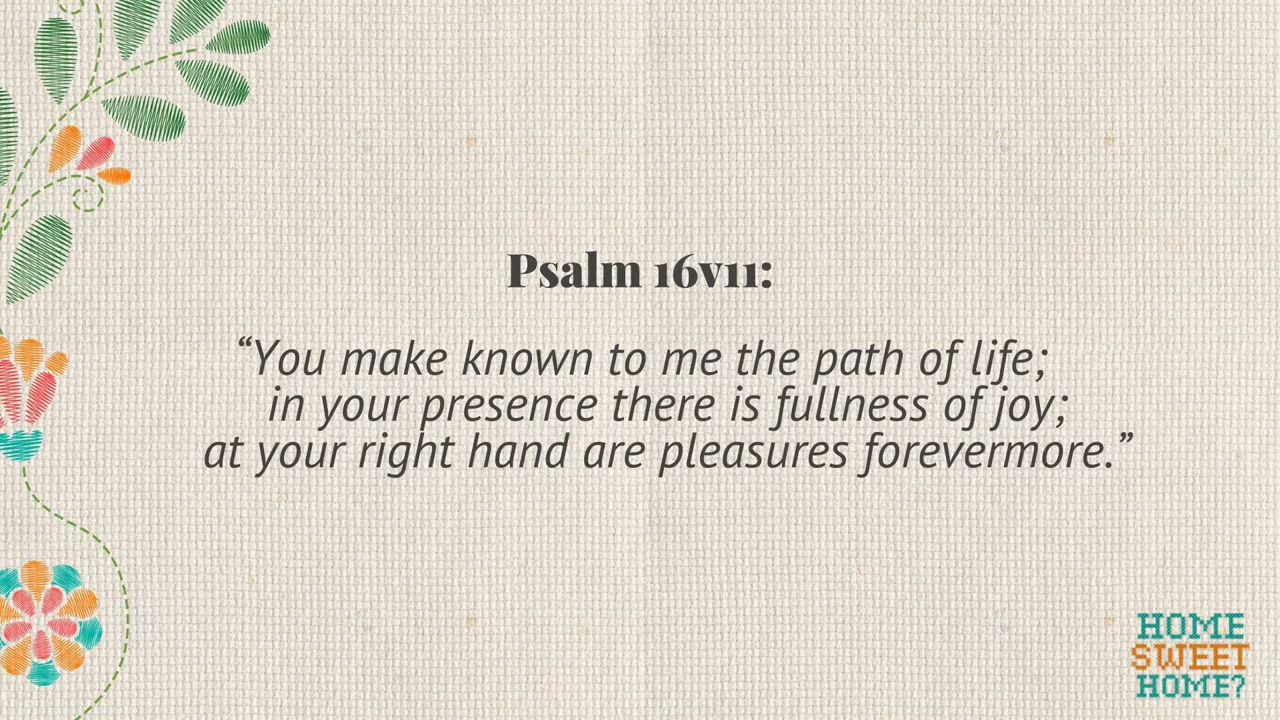 Psalm 16v11:
“You make known to me the path of life;
in your presence there is fullness of joy;
at your right hand are pleasures forevermore.”
HOME
SWEET
HOME?